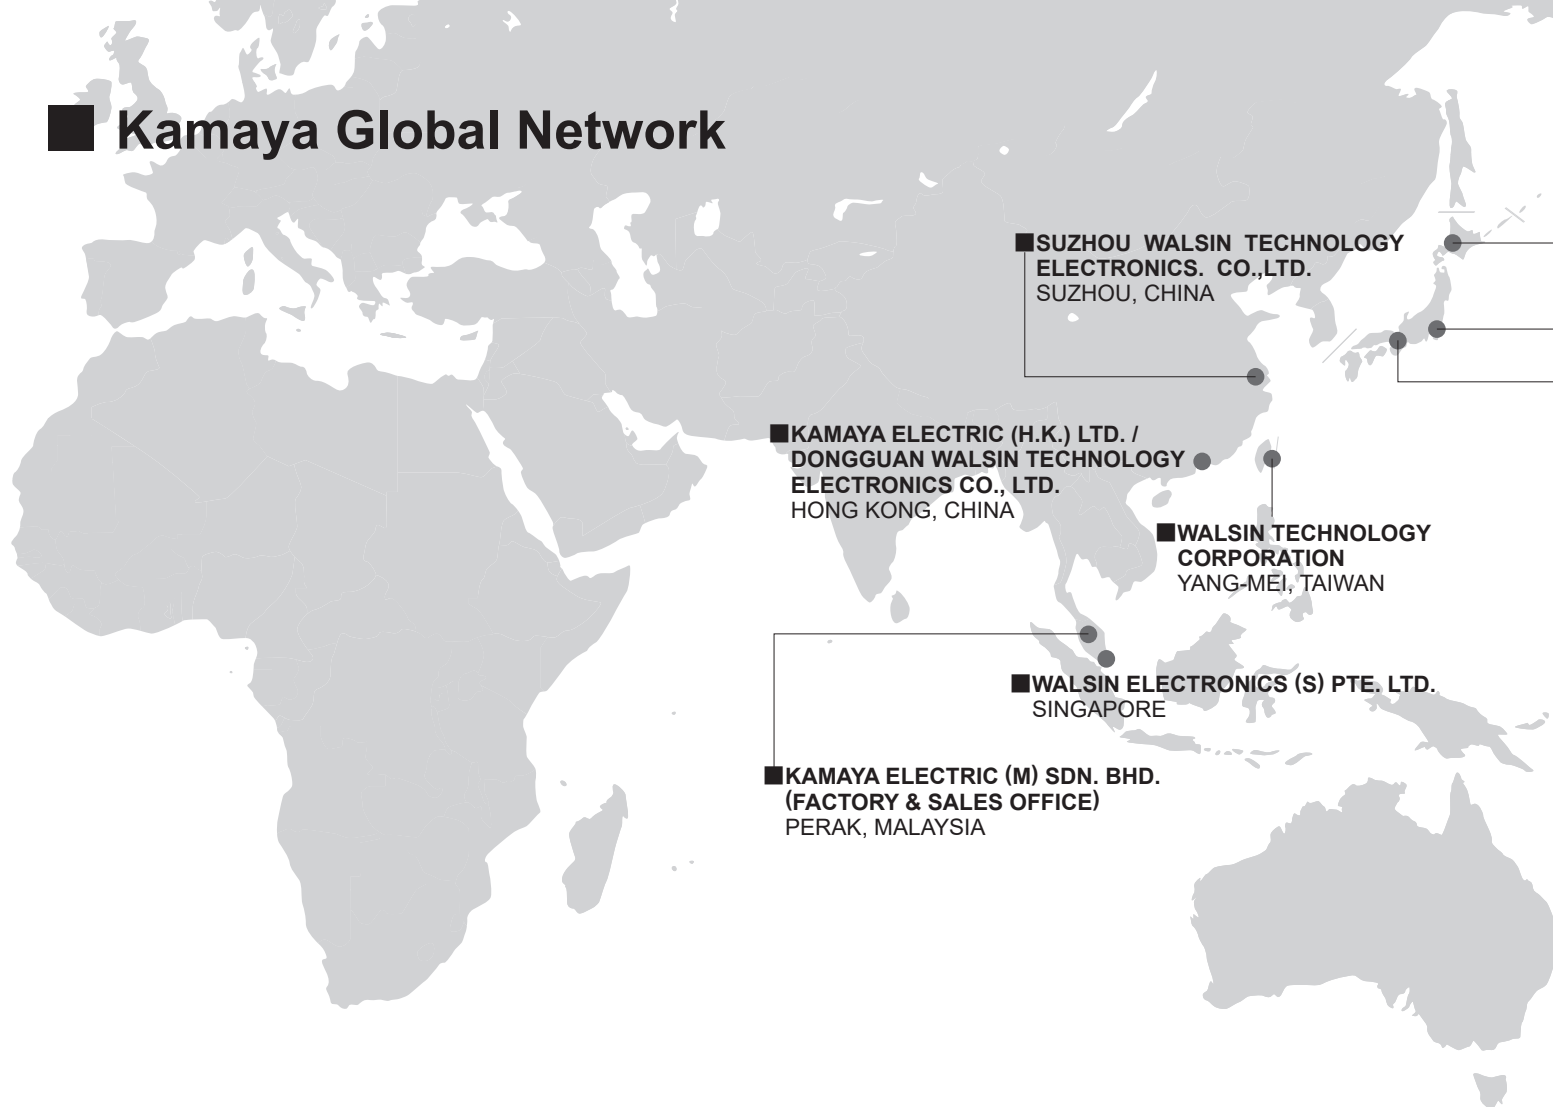 Kamaya Global Network
SUZHOU WALSIN TECHNOLOGY
ELECTRONICS. CO.,LTD.
SUZHOU, CHINA
KAMAYA ELECTRIC (H.K.) LTD. /
DONGGUAN WALSIN TECHNOLOGY
ELECTRONICS CO., LTD.
HONG KONG, CHINA
WALSIN TECHNOLOGY
CORPORATION
YANG-MEI, TAIWAN
WALSIN ELECTRONICS (S) PTE. LTD.
SINGAPORE
KAMAYA ELECTRIC (M) SDN. BHD.
(FACTORY & SALES OFFICE)
PERAK, MALAYSIA